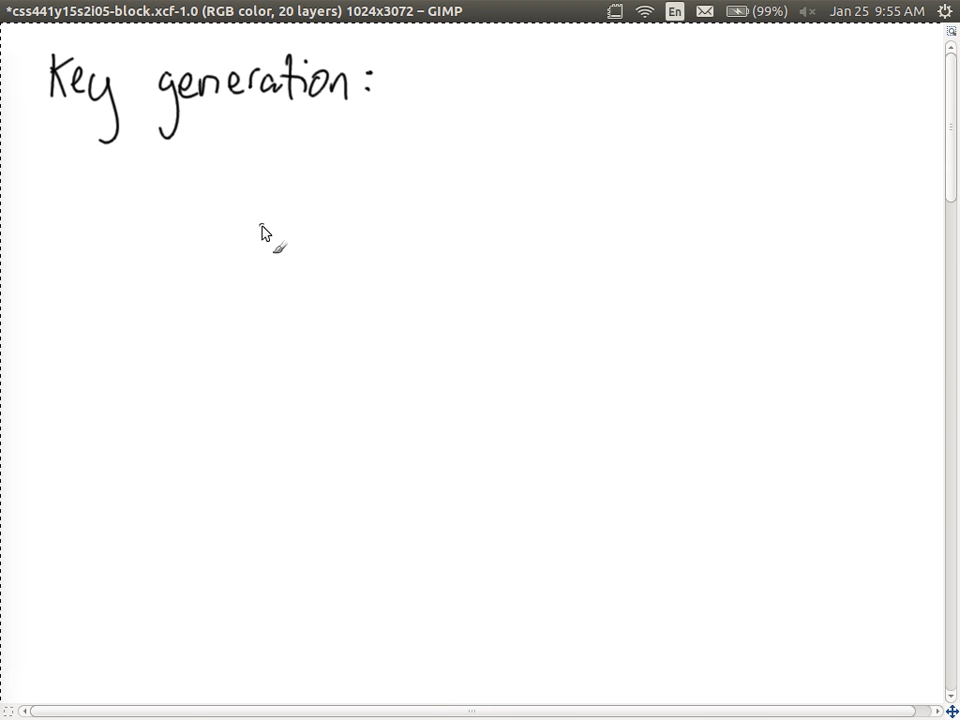 *css441y15s2i05-block.xcf-1.0 (RGB color, 20 layers) 1024x3072 – GIMP En (99%) Jan 25 9:55 AM
Key generation: